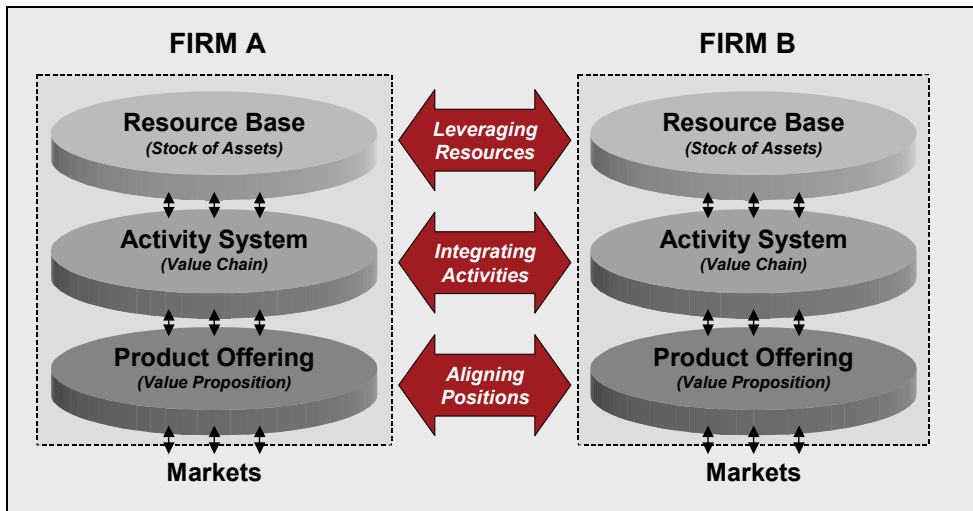 FIRM A
Resource Base
(Stock of Assets)
Activity System
(Value Chain)
Product Offering
(Value Proposition)
Markets
Leveraging
Resources
Integrating
Activities
Aligning
Positions
FIRM B
Resource Base
(Stock of Assets)
Activity System
(Value Chain)
Product Offering
(Value Proposition)
Markets